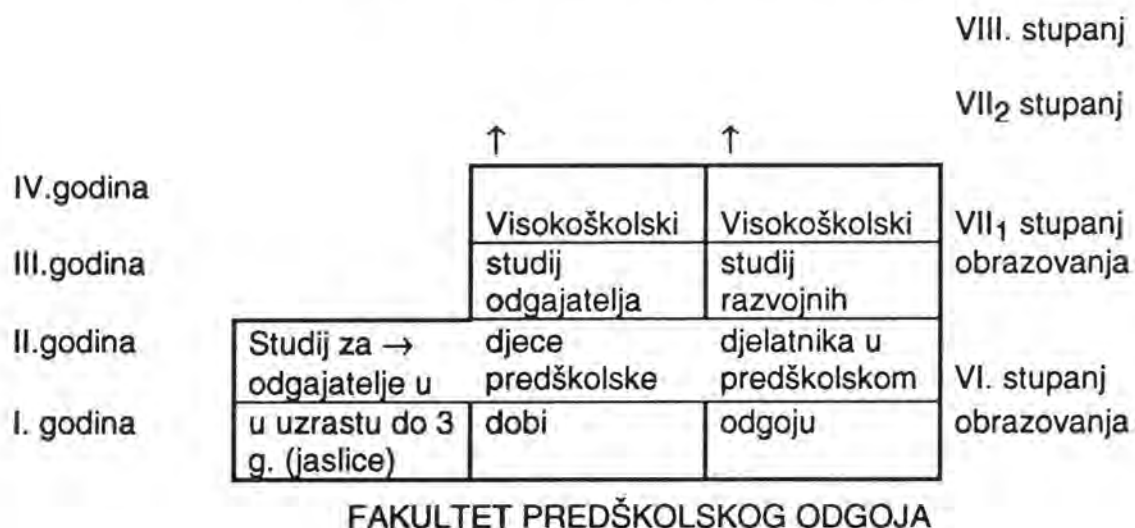 VIII. stupanj
VII2 stupanj
↑ ↑
IV.godina
Visokoškolski Visokoškolski VII1 stupanj
III.godina studij studij obrazovanja
odgajatelja razvojnih
II.godina Studij za → djece djelatnika u
odgajatelje u predškolske predškolskom VI. stupanj
I. godina u uzrastu do 3 dobi odgoju obrazovanja
g. (jaslice)
FAKULTET PREDŠKOLSKOG ODGOJA